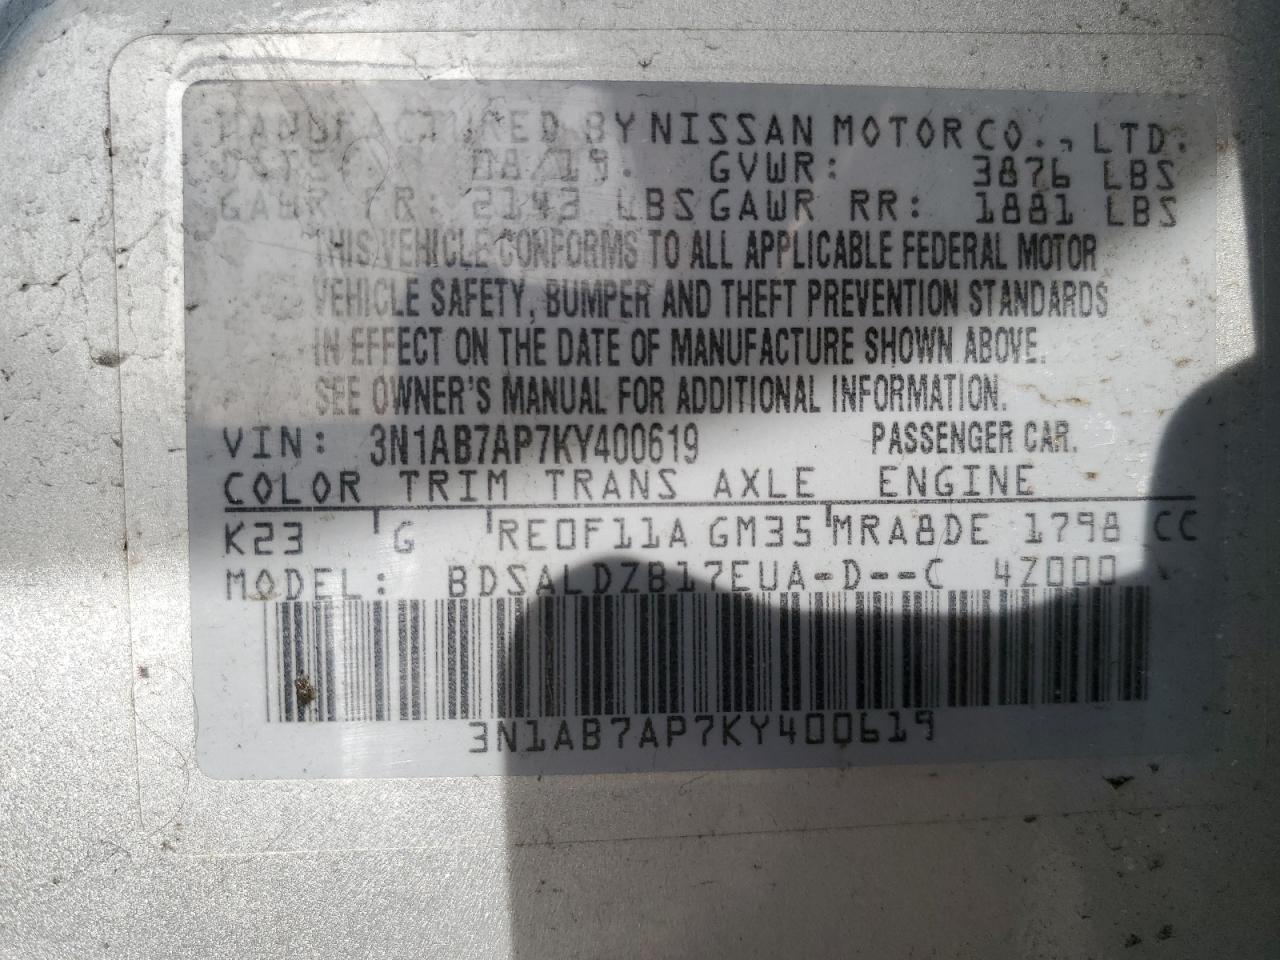 MANUFACTURED BY NISSAN MOTOR CO., LTD.
DATE: 08/19. GVWR: 3876 LBS
GAWR FR: 2143 LBS GAWR RR: 1881 LBS
THIS VEHICLE CONFORMS TO ALL APPLICABLE FEDERAL MOTOR
VEHICLE SAFETY, BUMPER AND THEFT PREVENTION STANDARDS
IN EFFECT ON THE DATE OF MANUFACTURE SHOWN ABOVE.
SEE OWNER'S MANUAL FOR ADDITIONAL INFORMATION.
VIN: 3N1AB7AP7KY400619 PASSENGER CAR.
COLOR TRIM TRANS AXLE ENGINE
K23 G RE0F11A GM35 MRA8DE 1798 CC
MODEL: BDSALDZB17EUA-D--C 4Z000
3N1AB7AP7KY400619